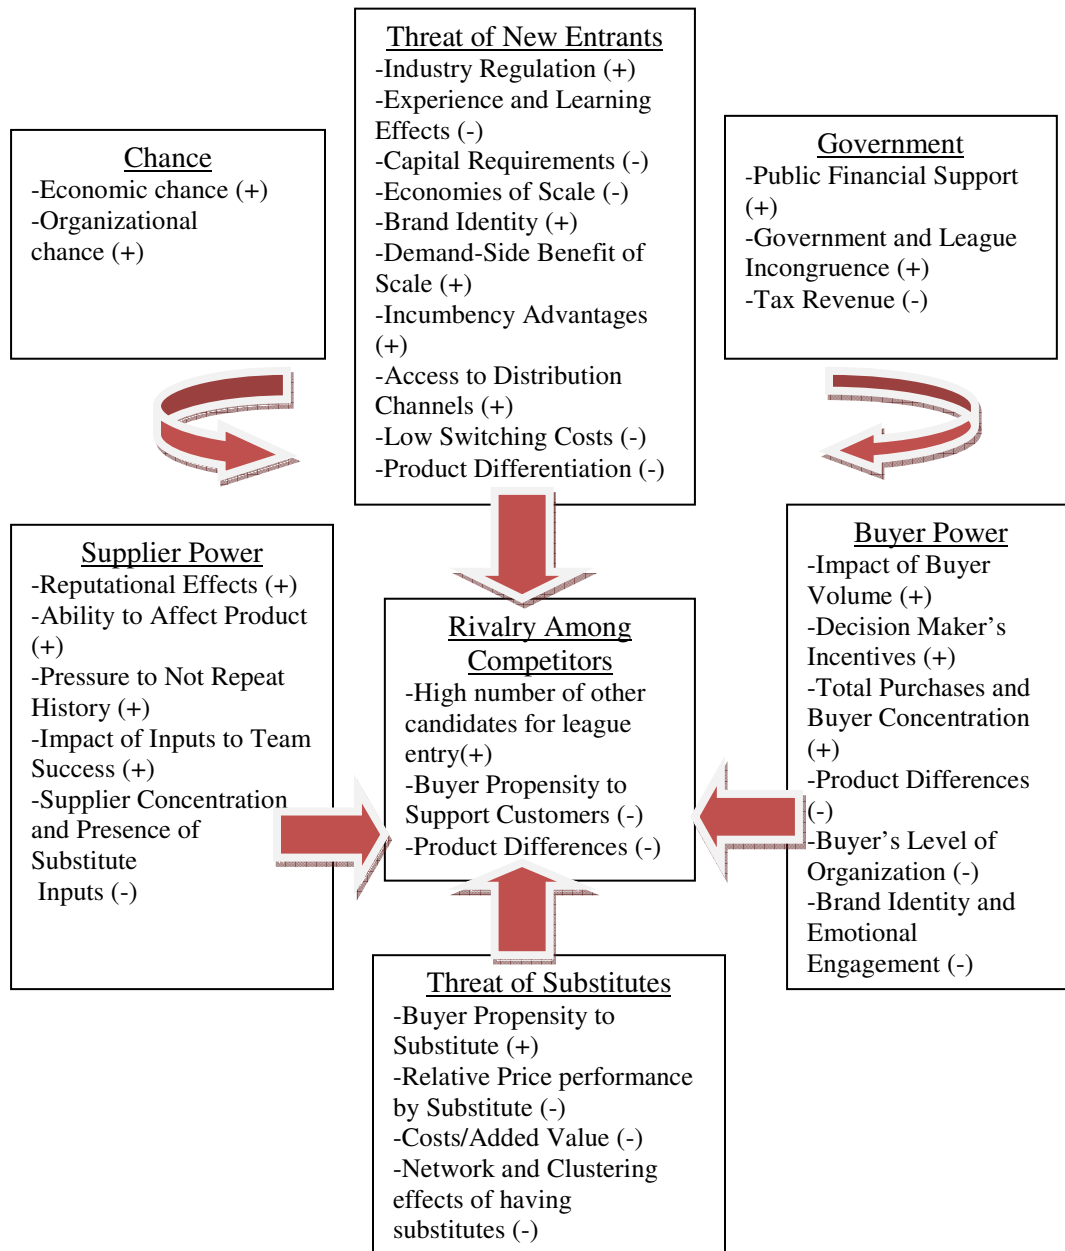 Threat of New Entrants
-Industry Regulation (+)
-Experience and Learning
Effects (-)
-Capital Requirements (-)
-Economies of Scale (-)
-Brand Identity (+)
-Demand-Side Benefit of
Scale (+)
-Incumbency Advantages
(+)
-Access to Distribution
Channels (+)
-Low Switching Costs (-)
-Product Differentiation (-)
Chance
-Economic chance (+)
-Organizational
chance (+)
Government
-Public Financial Support
(+)
-Government and League
Incongruence (+)
-Tax Revenue (-)
Supplier Power
-Reputational Effects (+)
-Ability to Affect Product
(+)
-Pressure to Not Repeat
History (+)
-Impact of Inputs to Team
Success (+)
-Supplier Concentration
and Presence of
Substitute
Inputs (-)
Rivalry Among
Competitors
-High number of other
candidates for league
entry(+)
-Buyer Propensity to
Support Customers (-)
-Product Differences (-)
Buyer Power
-Impact of Buyer
Volume (+)
-Decision Maker's
Incentives (+)
-Total Purchases and
Buyer Concentration
(+)
-Product Differences
(-)
-Buyer's Level of
Organization (-)
-Brand Identity and
Emotional
Engagement (-)
Threat of Substitutes
-Buyer Propensity to
Substitute (+)
-Relative Price performance
by Substitute (-)
-Costs/Added Value (-)
-Network and Clustering
effects of having
substitutes (-)